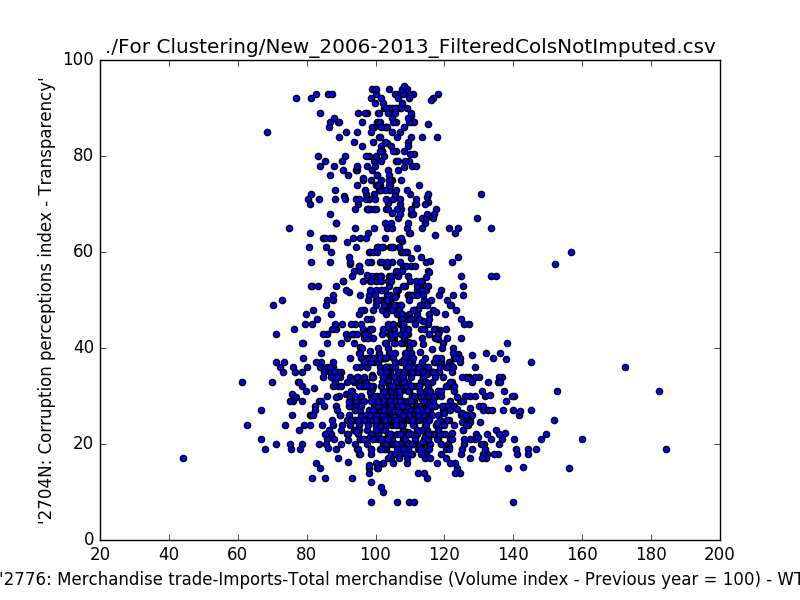 ./For Clustering/New_2006-2013_FilteredColsNotImputed.csv
'2704N: Corruption perceptions index - Transparency'
100
80
60
40
20
0
20 40 60 80 100 120 140 160 180 200
'2776: Merchandise trade-Imports-Total merchandise (Volume index - Previous year = 100) - WT